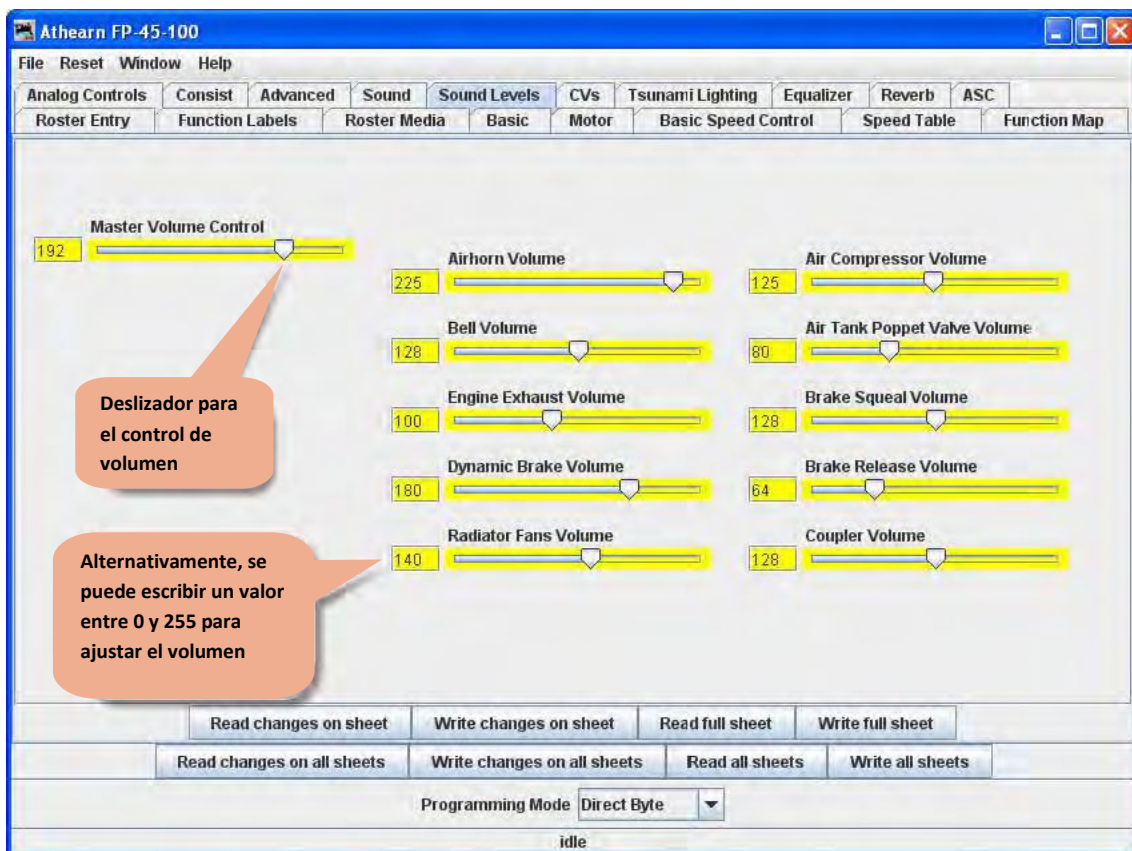 Athearn FP-45-100
File Reset Window Help
Analog Controls Consist Advanced Sound Sound Levels CVs Tsunami Lighting Equalizer Reverb ASC
Roster Entry Function Labels Roster Media Basic Motor Basic Speed Control Speed Table Function Map
Master Volume Control
192
Airhorn Volume
225
Air Compressor Volume
125
Bell Volume
128
Air Tank Poppet Valve Volume
80
Engine Exhaust Volume
100
Brake Squeal Volume
128
Dynamic Brake Volume
180
Brake Release Volume
64
Radiator Fans Volume
140
Coupler Volume
128
Deslizador para
el control de
volumen
Alternativamente, se
puede escribir un valor
entre 0 y 255 para
ajustar el volumen
Read changes on sheet Write changes on sheet Read full sheet Write full sheet
Read changes on all sheets Write changes on all sheets Read all sheets Write all sheets
Programming Mode Direct Byte
idle